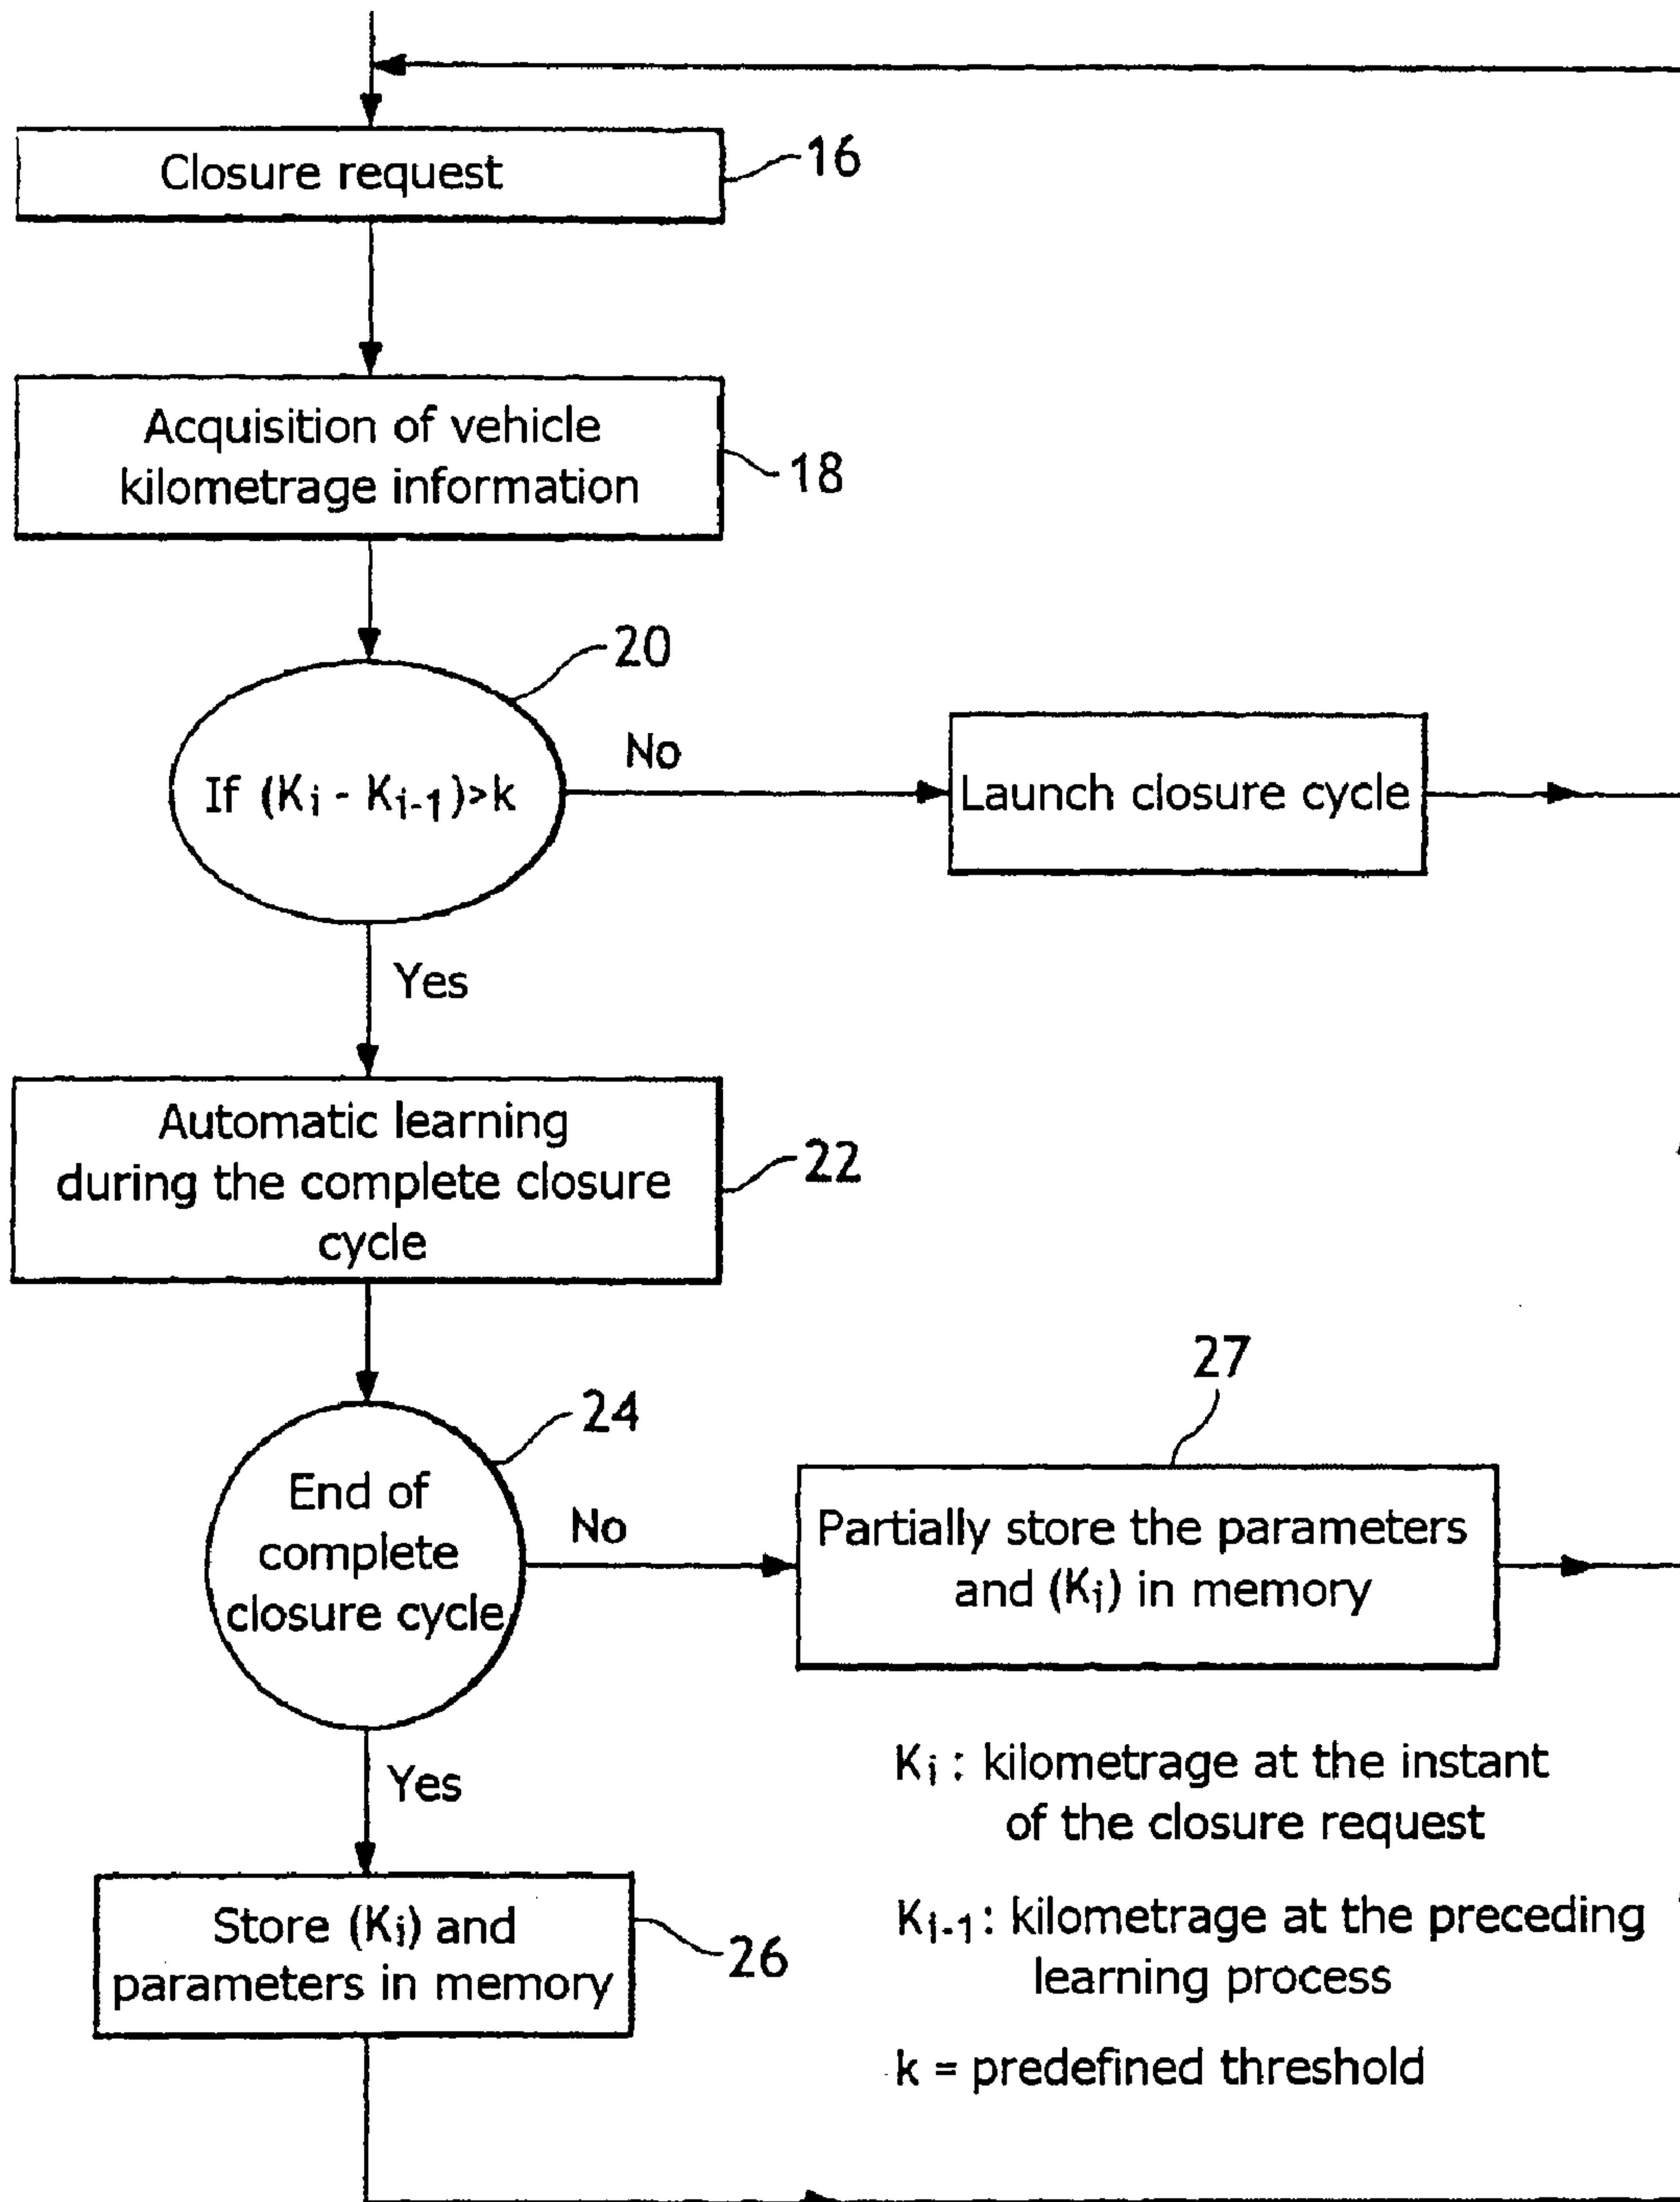 Closure request
16
Acquisition of vehicle
kilometrage information
18
20
If (Ki - Ki-1)>k
No
Launch closure cycle
Yes
Automatic learning
during the complete closure
cycle
22
24
End of
complete
closure cycle
No
27
Partially store the parameters
and (Ki) in memory
Yes
Store (Ki) and
parameters in memory
26
Ki : kilometrage at the instant
of the closure request
Ki-1 : kilometrage at the preceding
learning process
k = predefined threshold